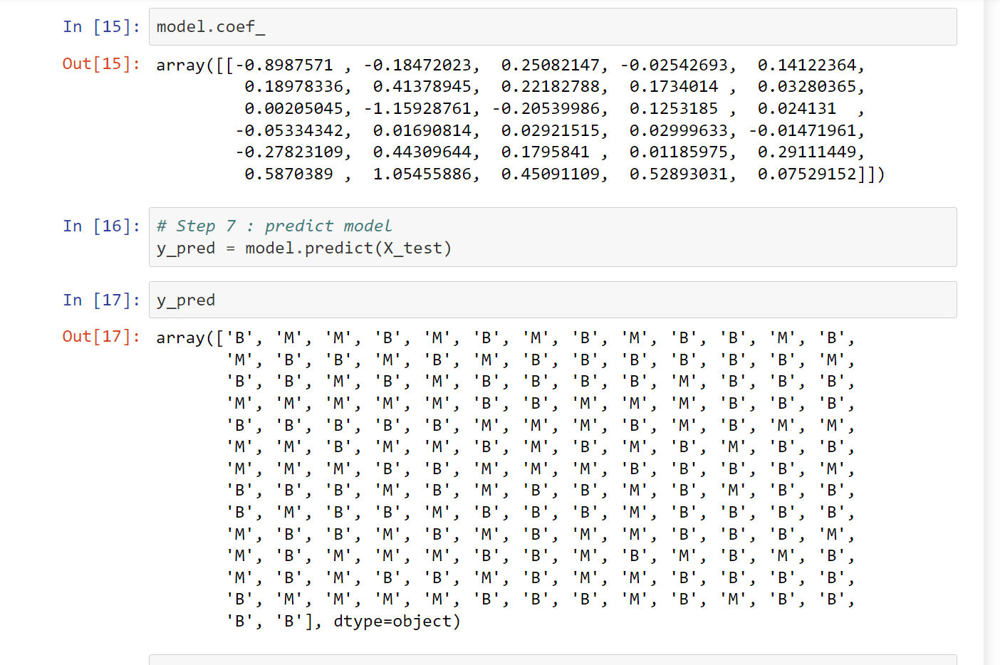 In [15]: model.coef_
Out[15]: array([[-0.8987571 , -0.18472023,  0.25082147, -0.02542693,  0.14122364,
         0.18978336,  0.41378945,  0.22182788,  0.1734014 ,  0.03280365,
         0.00205045, -1.15928761, -0.20539986,  0.1253185 ,  0.024131  ,
        -0.05334342,  0.01690814,  0.02921515,  0.02999633, -0.01471961,
        -0.27823109,  0.44309644,  0.1795841 ,  0.01185975,  0.29111449,
         0.5870389 ,  1.05455886,  0.45091109,  0.52893031,  0.07529152]])
In [16]: # Step 7 : predict model
y_pred = model.predict(X_test)
In [17]: y_pred
Out[17]: array(['B', 'M', 'M', 'B', 'M', 'B', 'M', 'B', 'M', 'B', 'B', 'M', 'B',
       'M', 'B', 'B', 'M', 'B', 'M', 'B', 'B', 'B', 'B', 'B', 'B', 'M',
       'B', 'B', 'M', 'B', 'M', 'B', 'B', 'B', 'B', 'M', 'B', 'B', 'B',
       'M', 'M', 'M', 'M', 'M', 'B', 'B', 'M', 'M', 'M', 'B', 'B', 'B',
       'B', 'B', 'B', 'B', 'B', 'M', 'M', 'M', 'B', 'M', 'B', 'M', 'M',
       'M', 'M', 'B', 'M', 'M', 'B', 'M', 'B', 'M', 'B', 'M', 'B', 'B',
       'M', 'M', 'M', 'B', 'B', 'M', 'M', 'M', 'B', 'B', 'B', 'B', 'M',
       'B', 'B', 'B', 'M', 'B', 'M', 'B', 'B', 'M', 'B', 'M', 'B', 'B',
       'B', 'M', 'B', 'B', 'M', 'B', 'B', 'B', 'M', 'B', 'B', 'B', 'B',
       'M', 'B', 'B', 'M', 'B', 'M', 'B', 'M', 'M', 'B', 'B', 'B', 'M',
       'M', 'B', 'M', 'M', 'M', 'B', 'B', 'M', 'B', 'M', 'B', 'M', 'B',
       'M', 'B', 'M', 'B', 'B', 'M', 'B', 'M', 'M', 'B', 'B', 'B', 'B',
       'B', 'M', 'M', 'M', 'M', 'B', 'B', 'B', 'M', 'B', 'M', 'B', 'B',
       'B', 'B'], dtype=object)